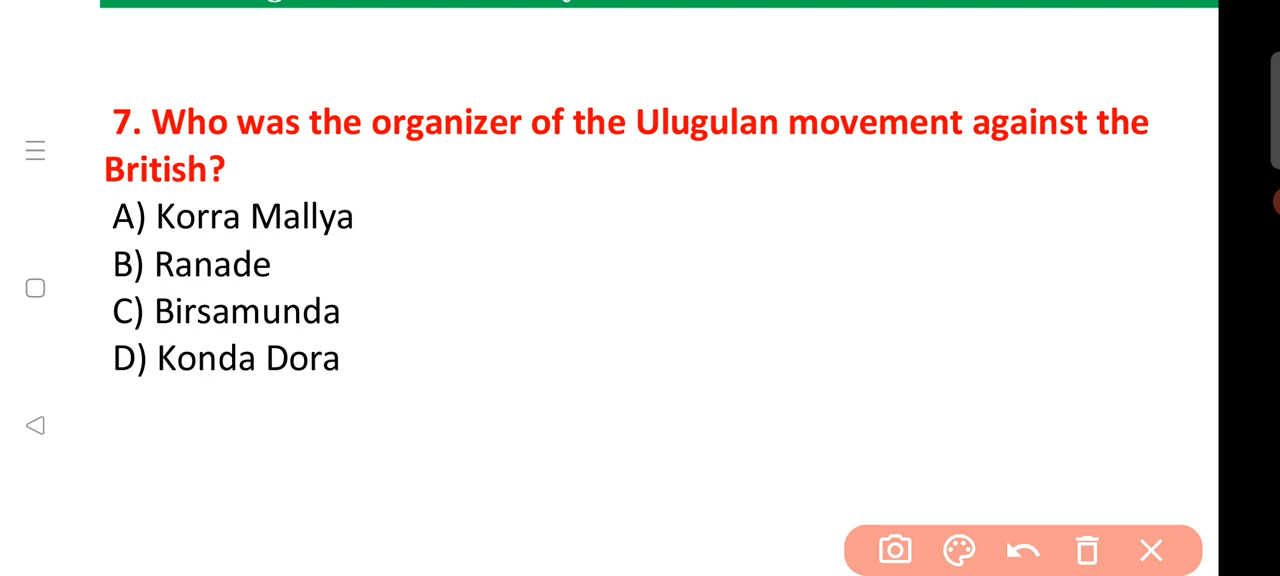 7. Who was the organizer of the Ulugulan movement against the
British?
A) Korra Mallya
B) Ranade
C) Birsamunda
D) Konda Dora